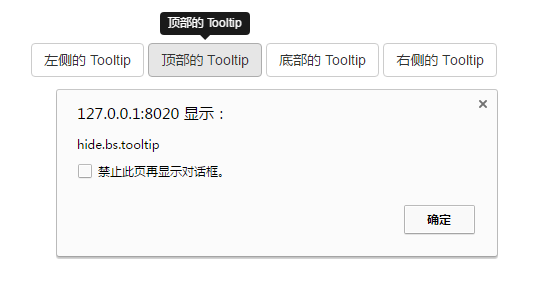 顶部的 Tooltip
左侧的 Tooltip 顶部的 Tooltip 底部的 Tooltip 右侧的 Tooltip
127.0.0.1:8020 显示：
hide.bs.tooltip
禁止此页再显示对话框。
确定